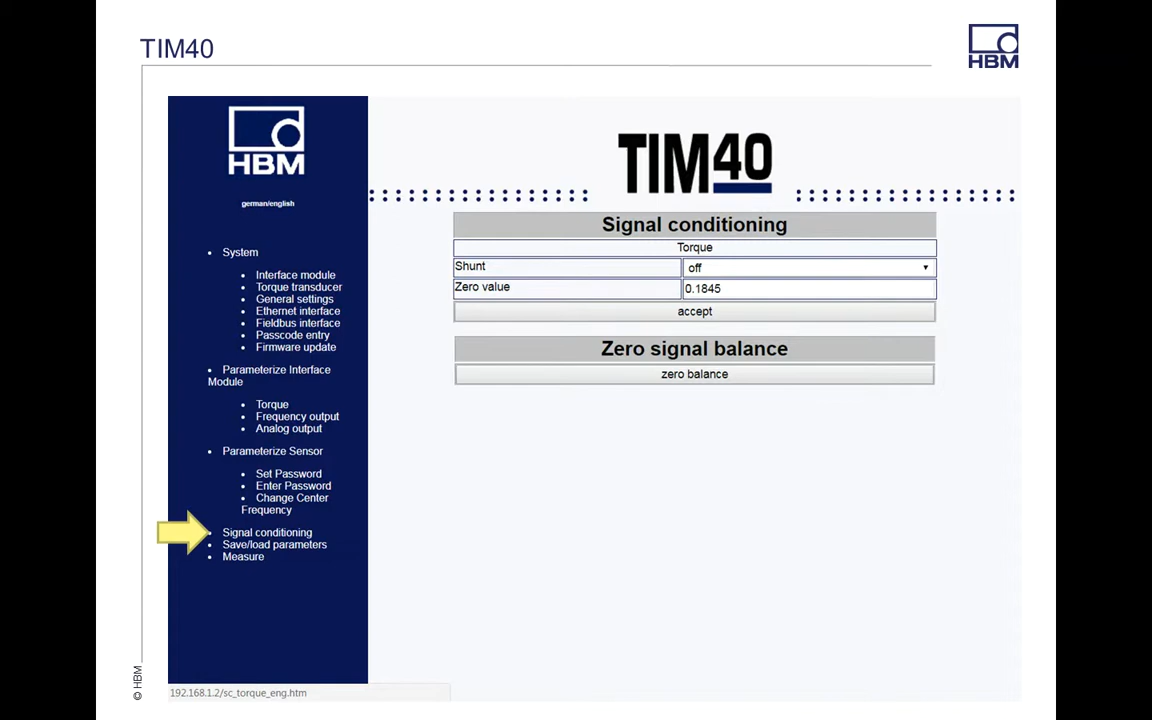 TIM40
HBM
HBM
german/english
System
Interface module
Torque transducer
General settings
Ethernet interface
Fieldbus interface
Passcode entry
Firmware update
Parameterize Interface
Module
Torque
Frequency output
Analog output
Parameterize Sensor
Set Password
Enter Password
Change Center
Frequency
Signal conditioning
Save/load parameters
Measure
TIM40
Signal conditioning
Torque
Shunt off
Zero value 0.1845
accept
Zero signal balance
zero balance
192.168.1.2/sc_torque_eng.htm
© HBM